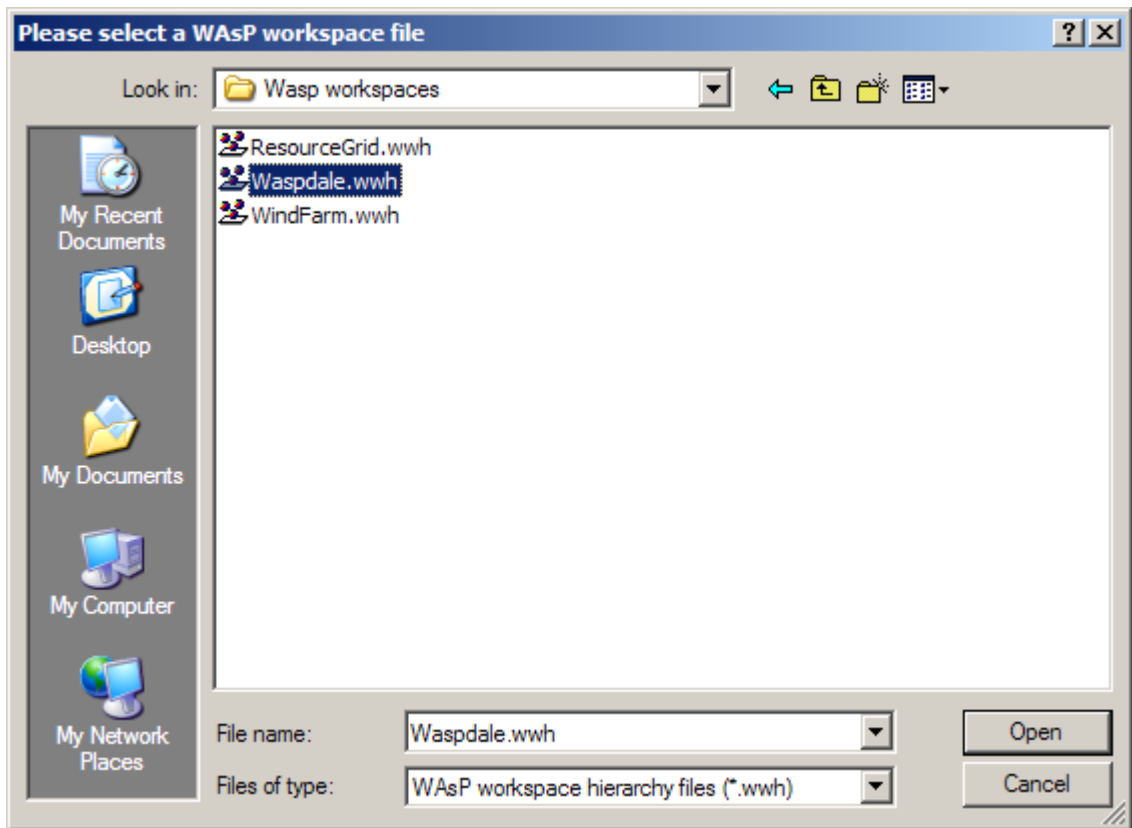 Please select a WAsP workspace file
Look in: Wasp workspaces
ResourceGrid.wwh
Waspdale.wwh
WindFarm.wwh
My Recent
Documents
Desktop
My Documents
My Computer
My Network
Places
File name: Waspdale.wwh Open
Files of type: WAsP workspace hierarchy files (*.wwh) Cancel